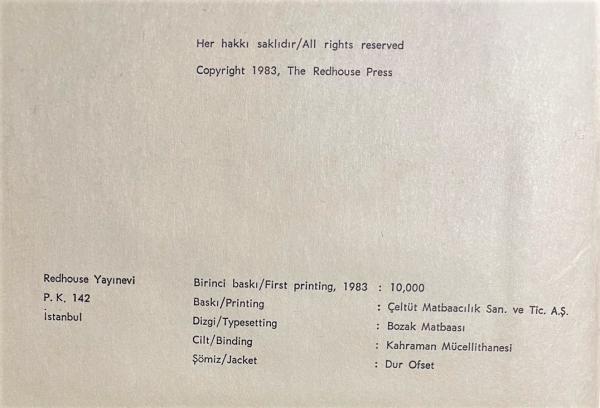 Her hakkı saklıdır/All rights reserved
Copyright 1983, The Redhouse Press
Redhouse Yayınevi
P. K. 142
İstanbul
Birinci baskı/First printing, 1983 : 10,000
Baskı/Printing : Çeltüt Matbaacılık San. ve Tic. A.Ş.
Dizgi/Typesetting : Bozak Matbaası
Cilt/Binding : Kahraman Mücellithanesi
Şömiz/Jacket : Dur Ofset